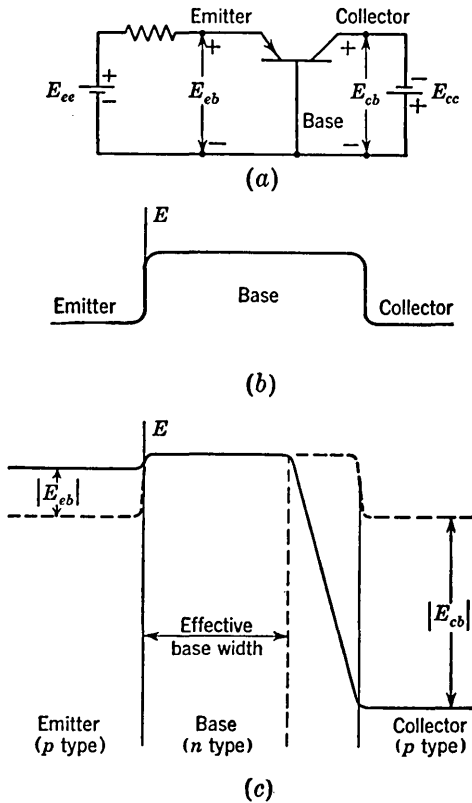 Emitter Collector
+ +
+ − E_ee E_eb E_cb − + E_cc
Base
− −
(a)
E
Emitter Base Collector
(b)
E
|E_eb|
|E_cb|
Effective
base width
Emitter Base Collector
(p type) (n type) (p type)
(c)